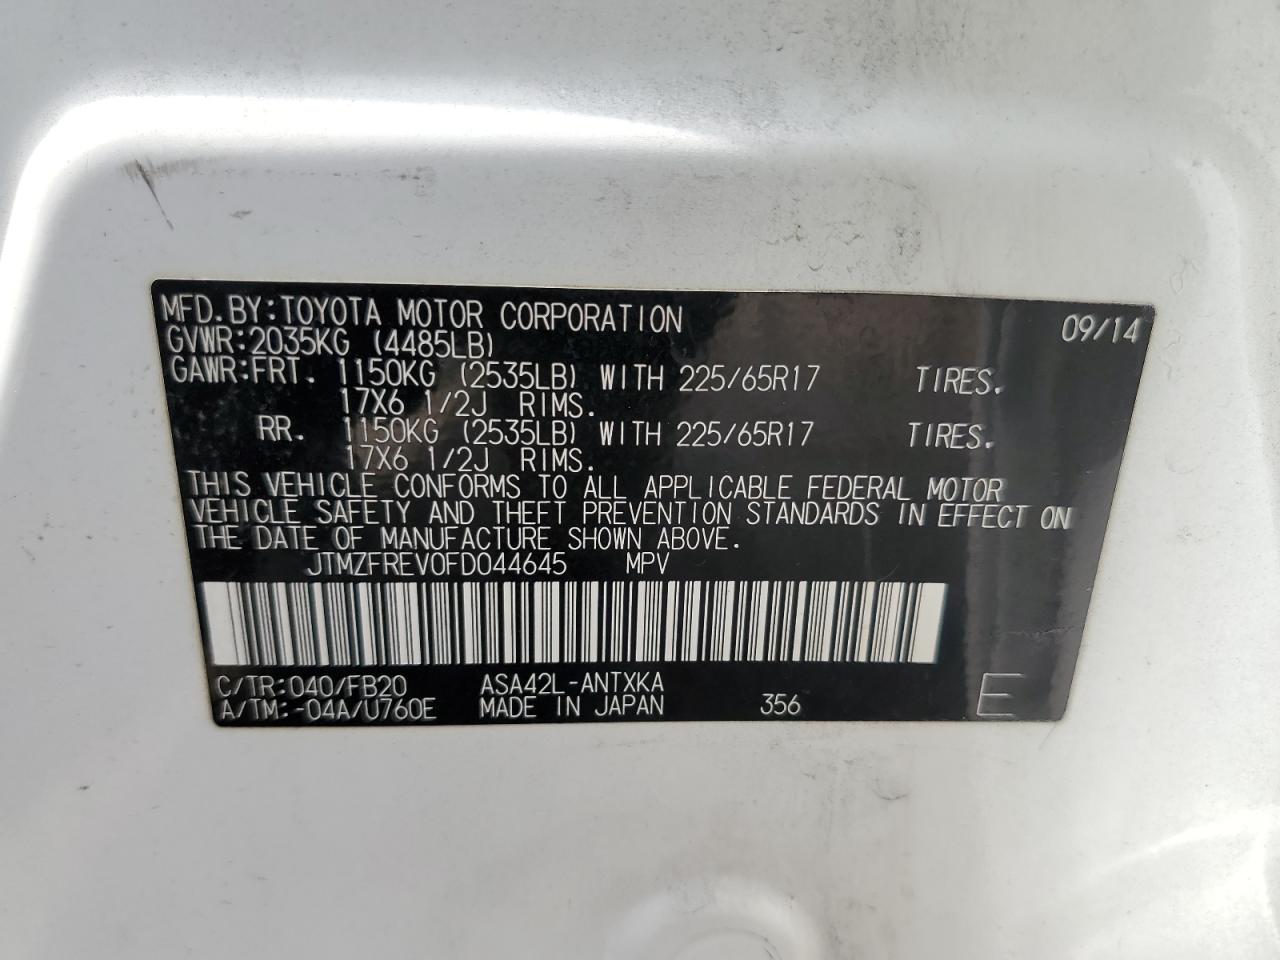 MFD. BY: TOYOTA MOTOR CORPORATION 09/14
GVWR: 2035KG (4485LB)
GAWR: FRT. 1150KG (2535LB) WITH 225/65R17 TIRES.
17X6 1/2J RIMS.
RR. 1150KG (2535LB) WITH 225/65R17 TIRES.
17X6 1/2J RIMS.
THIS VEHICLE CONFORMS TO ALL APPLICABLE FEDERAL MOTOR
VEHICLE SAFETY AND THEFT PREVENTION STANDARDS IN EFFECT ON
THE DATE OF MANUFACTURE SHOWN ABOVE.
JTMZFREV0FD044645 MPV
C/TR: 040/FB20 ASA42L-ANTXKA
A/TM: -04A/U760E MADE IN JAPAN 356 E